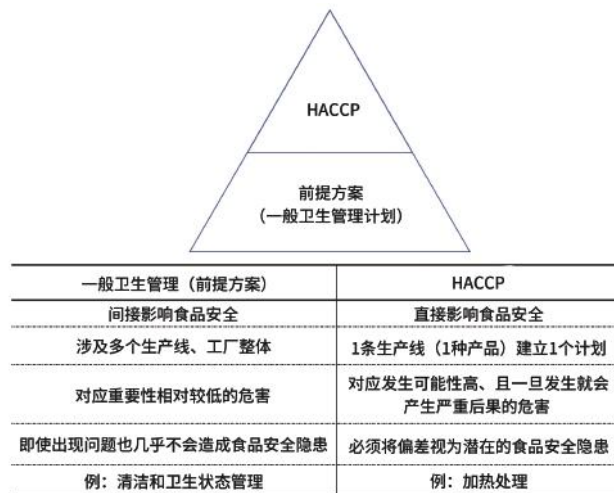 HACCP
前提方案
（一般卫生管理计划）
一般卫生管理（前提方案） HACCP
间接影响食品安全 直接影响食品安全
涉及多个生产线、工厂整体 1条生产线（1种产品）建立1个计划
对应重要性相对较低的危害 对应发生可能性高、且一旦发生就会
产生严重后果的危害
即使出现问题也几乎不会造成食品安全隐患 必须将偏差视为潜在的食品安全隐患
例：清洁和卫生状态管理 例：加热处理